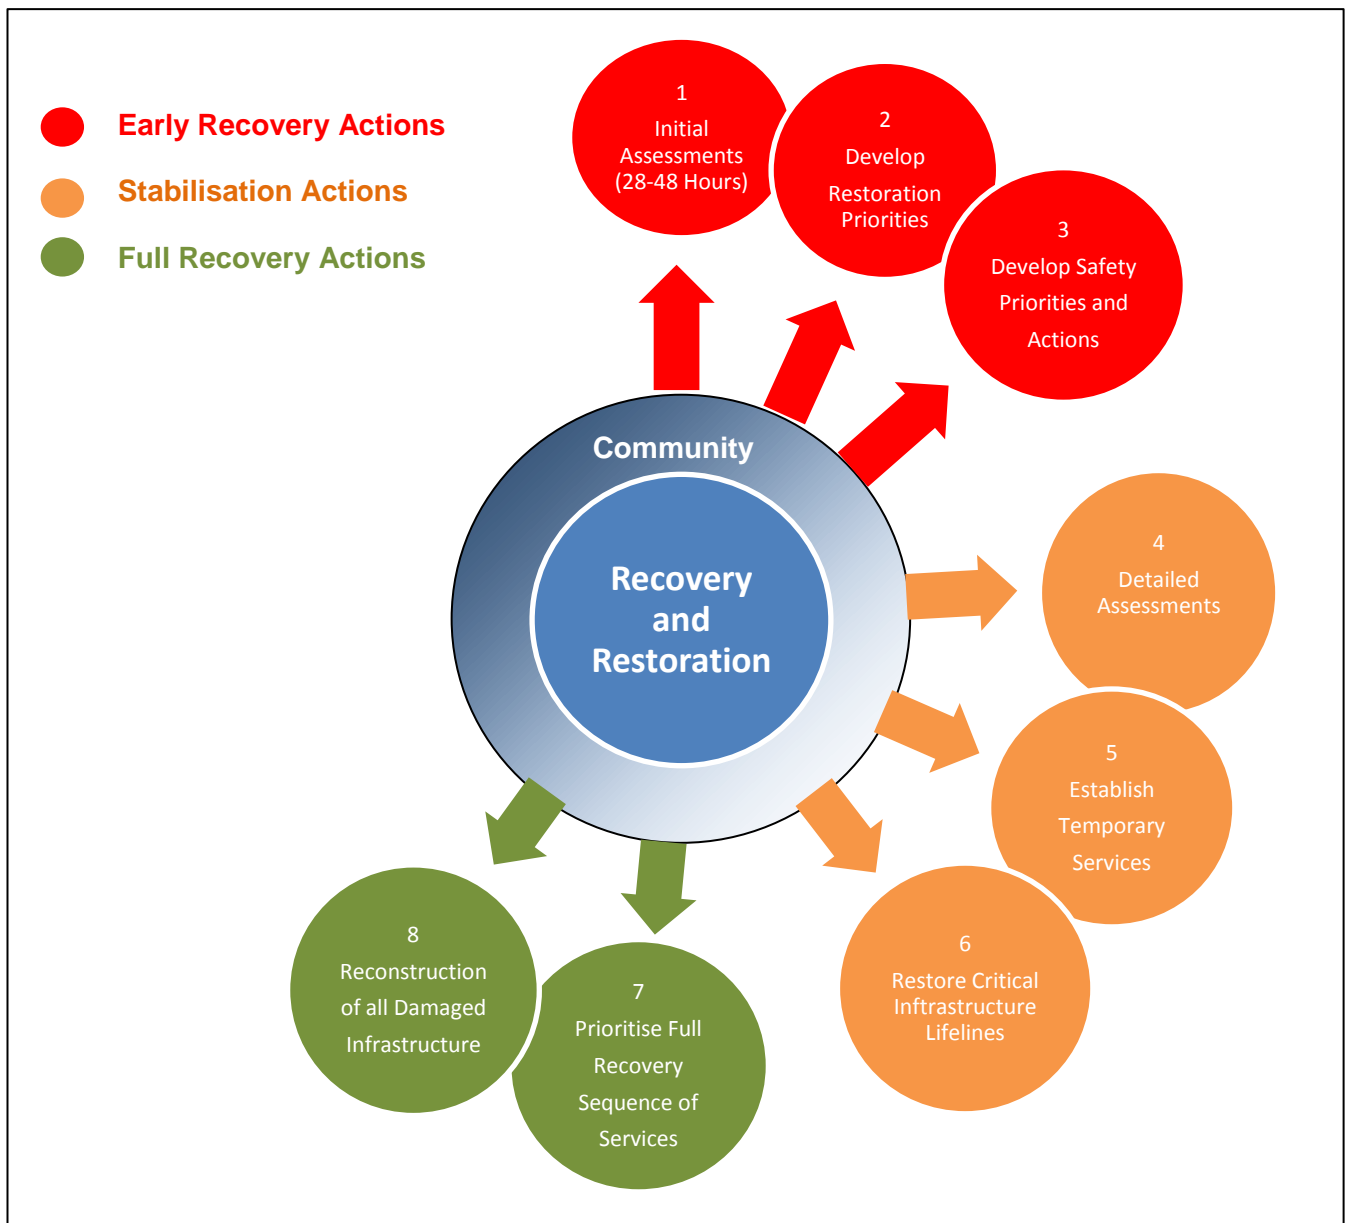 Early Recovery Actions
Stabilisation Actions
Full Recovery Actions
1
Initial
Assessments
(28-48 Hours)
2
Develop
Restoration
Priorities
3
Develop Safety
Priorities and
Actions
Community
Recovery
and
Restoration
4
Detailed
Assessments
5
Establish
Temporary
Services
6
Restore Critical
Inftrastructure
Lifelines
7
Prioritise Full
Recovery
Sequence of
Services
8
Reconstruction
of all Damaged
Infrastructure